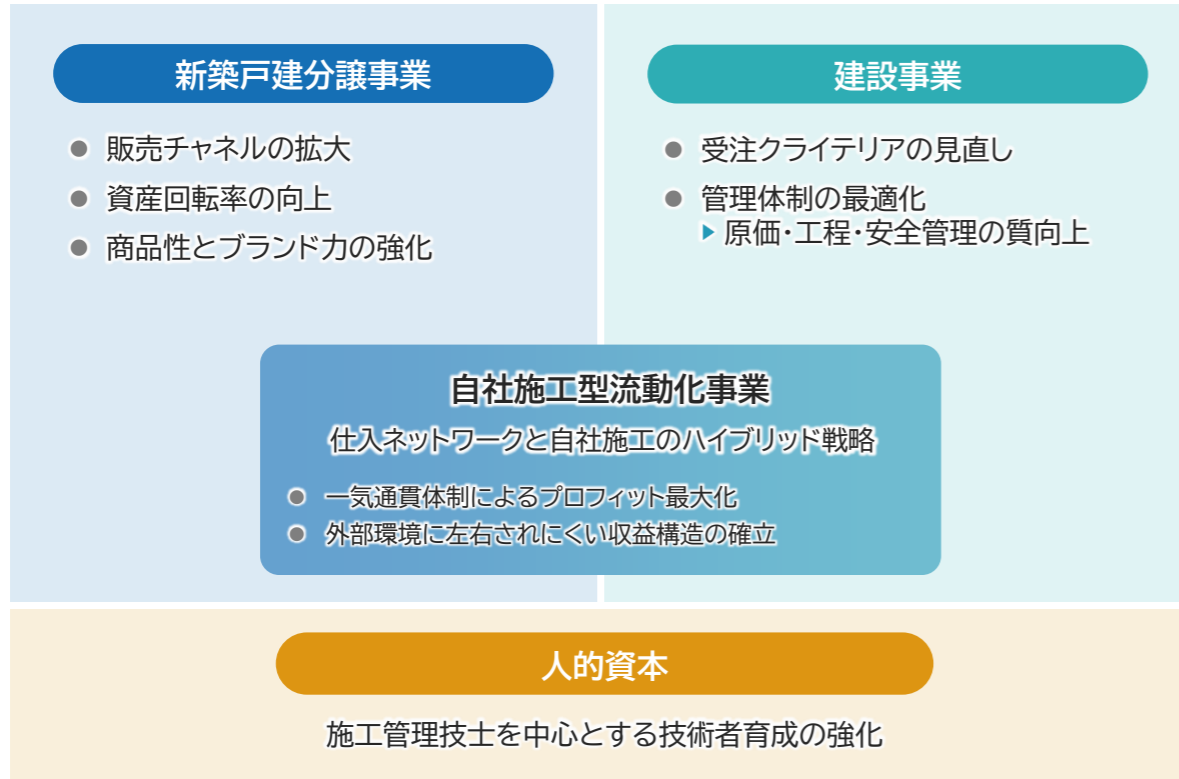 新築戸建分譲事業
● 販売チャネルの拡大
● 資産回転率の向上
● 商品性とブランド力の強化
建設事業
● 受注クライテリアの見直し
● 管理体制の最適化
▶ 原価・工程・安全管理の質向上
自社施工型流動化事業
仕入ネットワークと自社施工のハイブリッド戦略
● 一気通貫体制によるプロフィット最大化
● 外部環境に左右されにくい収益構造の確立
人的資本
施工管理技士を中心とする技術者育成の強化